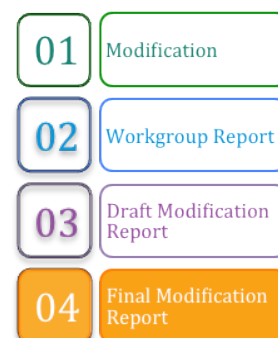 01
Modification
02
Workgroup Report
03
Draft Modification
Report
04
Final Modification
Report